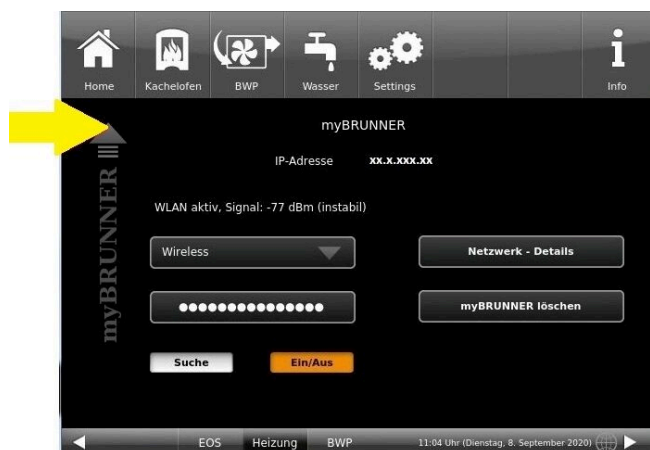 Home Kachelofen BWP Wasser Settings Info
myBRUNNER
IP-Adresse xx.x.xxx.xx
myBRUNNER
WLAN aktiv, Signal: -77 dBm (instabil)
Wireless Netzwerk - Details
myBRUNNER löschen
Suche Ein/Aus
EOS Heizung BWP 11:04 Uhr (Dienstag, 8. September 2020)